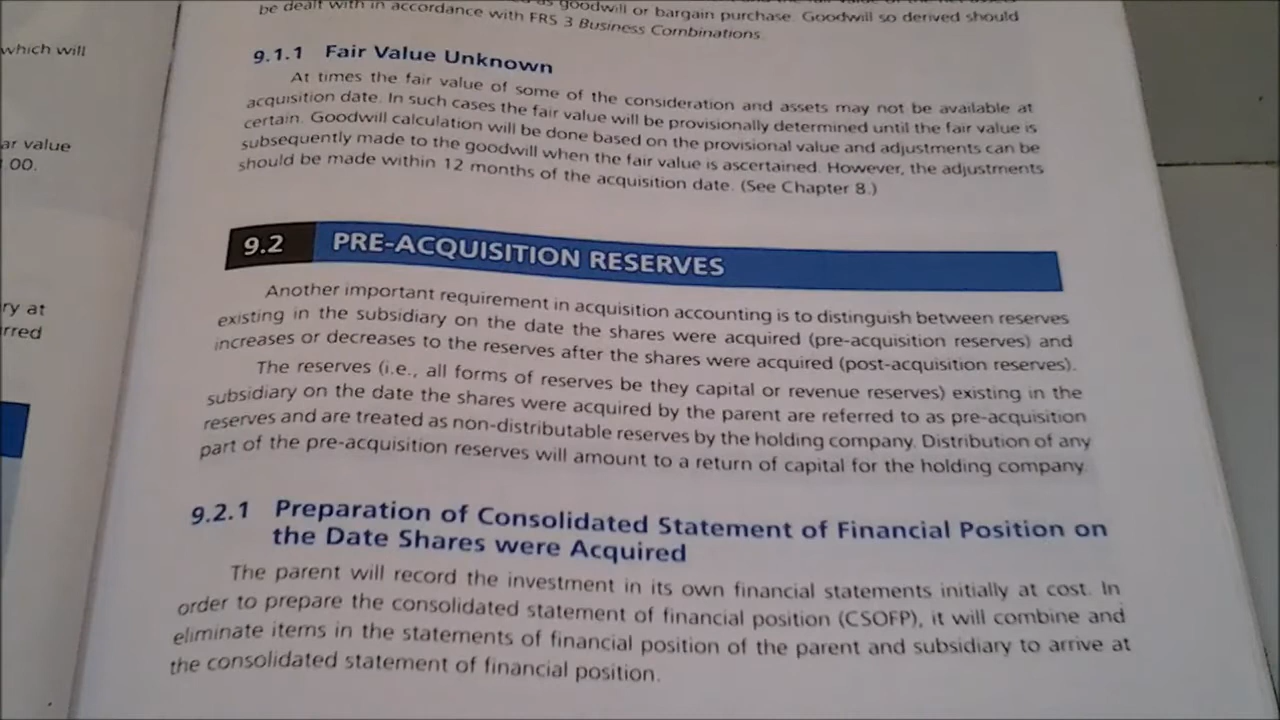 which will
ar value
.00.
ry at
rred
as goodwill or bargain purchase. Goodwill so derived should
be dealt with in accordance with FRS 3 Business Combinations.
9.1.1 Fair Value Unknown
At times the fair value of some of the consideration and assets may not be available at
acquisition date. In such cases the fair value will be provisionally determined until the fair value is
certain. Goodwill calculation will be done based on the provisional value and adjustments can be
subsequently made to the goodwill when the fair value is ascertained. However, the adjustments
should be made within 12 months of the acquisition date. (See Chapter 8.)
9.2 PRE-ACQUISITION RESERVES
Another important requirement in acquisition accounting is to distinguish between reserves
existing in the subsidiary on the date the shares were acquired (pre-acquisition reserves) and
increases or decreases to the reserves after the shares were acquired (post-acquisition reserves).
The reserves (i.e., all forms of reserves be they capital or revenue reserves) existing in the
subsidiary on the date the shares were acquired by the parent are referred to as pre-acquisition
reserves and are treated as non-distributable reserves by the holding company. Distribution of any
part of the pre-acquisition reserves will amount to a return of capital for the holding company.
9.2.1 Preparation of Consolidated Statement of Financial Position on
the Date Shares were Acquired
The parent will record the investment in its own financial statements initially at cost. In
order to prepare the consolidated statement of financial position (CSOFP), it will combine and
eliminate items in the statements of financial position of the parent and subsidiary to arrive at
the consolidated statement of financial position.